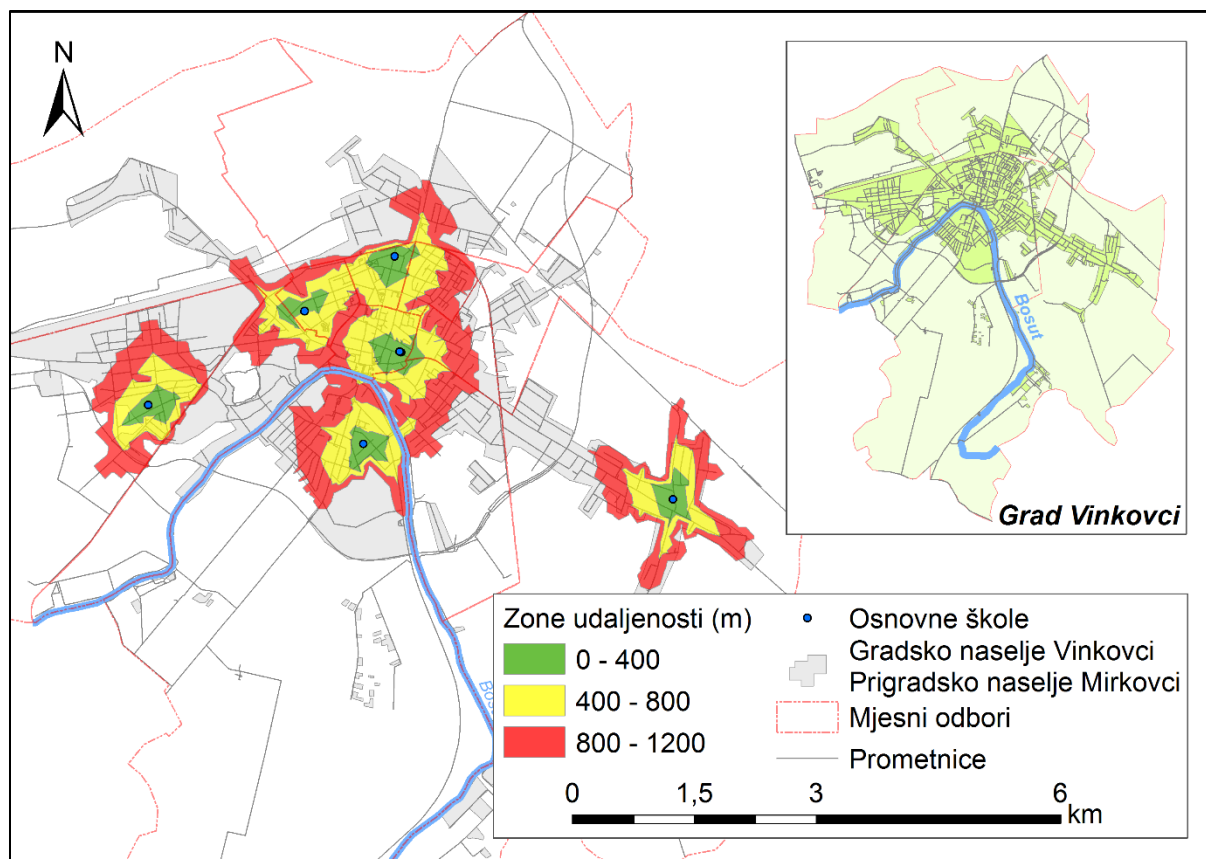 N
Bosut
Grad Vinkovci
Zone udaljenosti (m)
0 - 400
400 - 800
800 - 1200
Osnovne škole
Gradsko naselje Vinkovci
Prigradsko naselje Mirkovci
Mjesni odbori
Prometnice
0 1,5 3 6
km